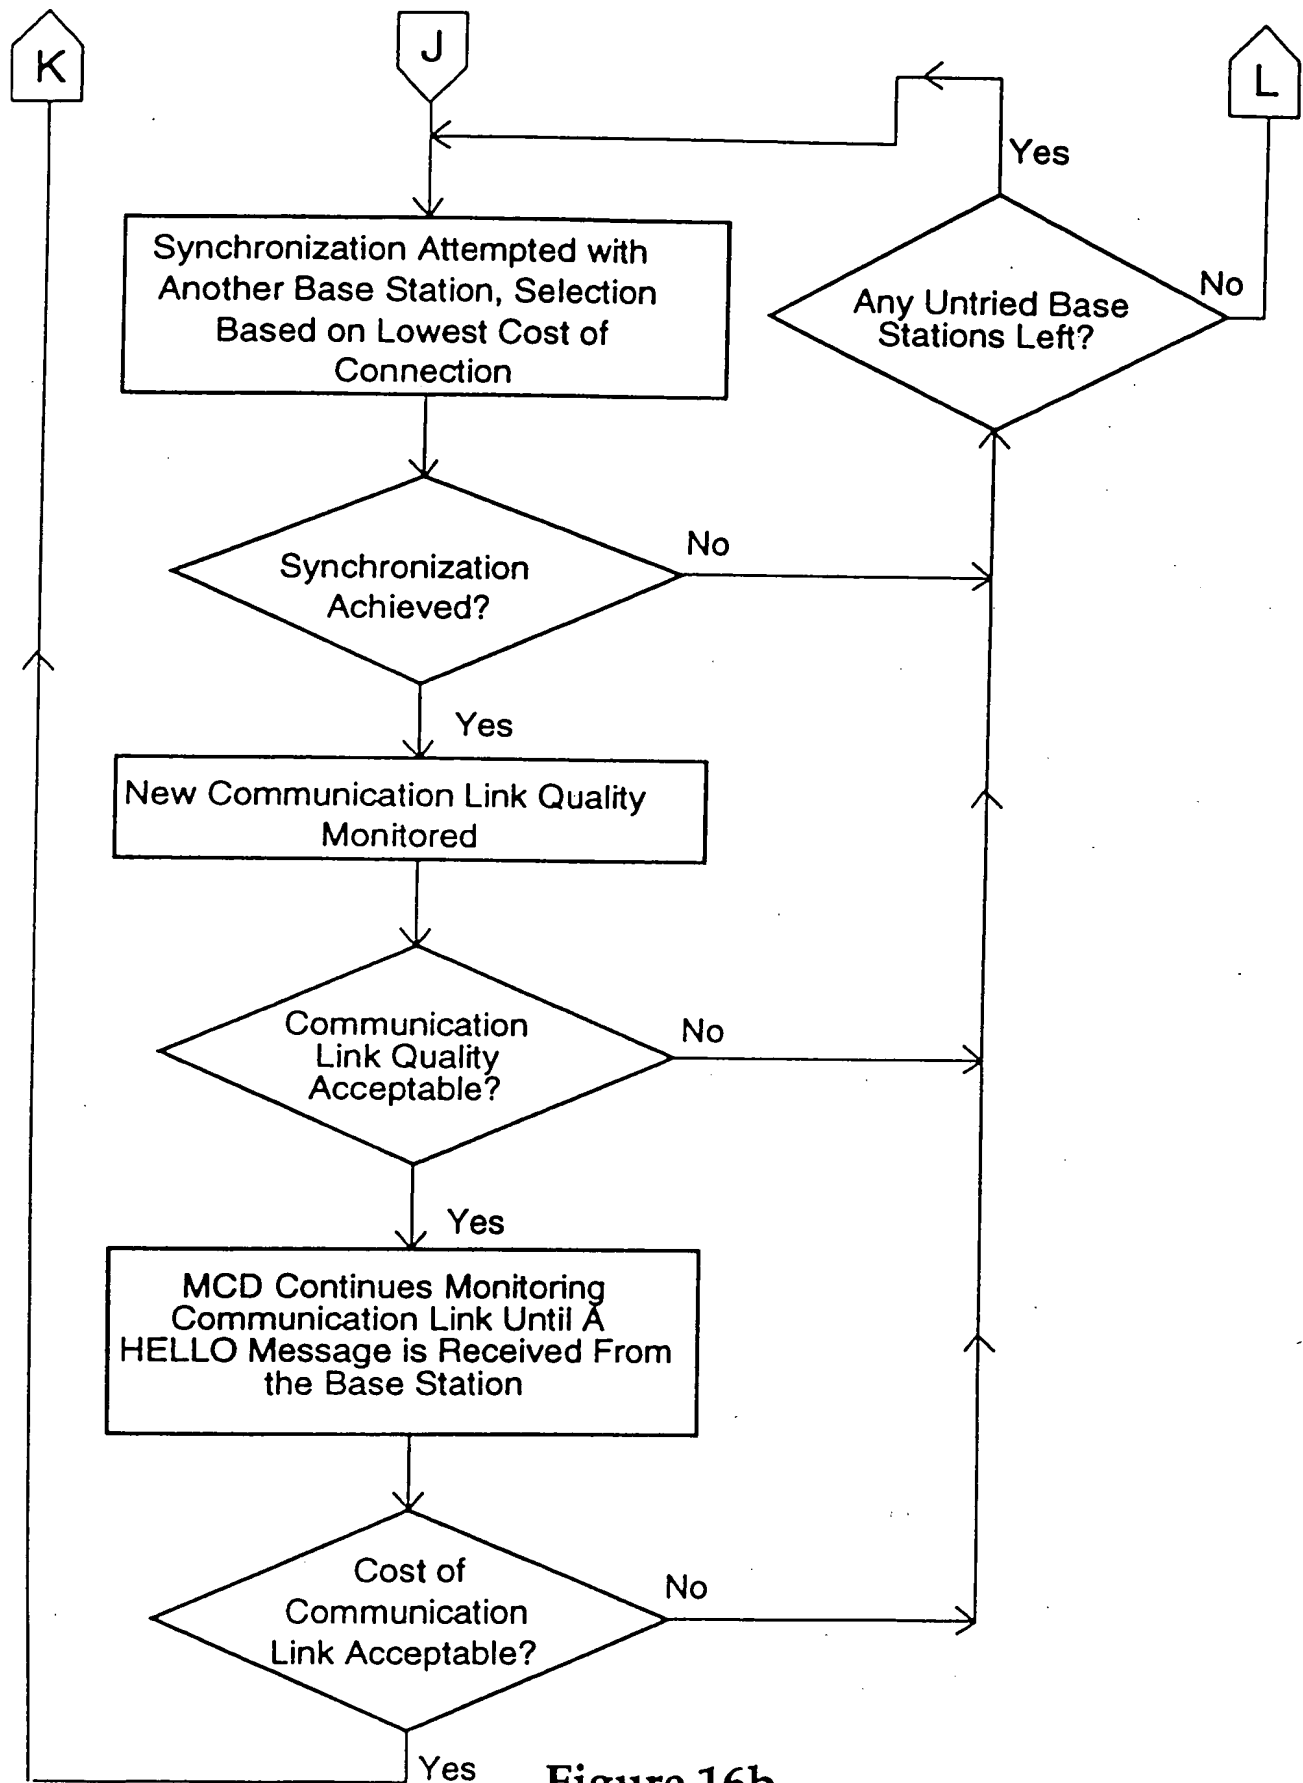 K
J
L
Yes
Synchronization Attempted with
Another Base Station, Selection
Based on Lowest Cost of
Connection
Any Untried Base
Stations Left?
No
Synchronization
Achieved?
No
Yes
New Communication Link Quality
Monitored
Communication
Link Quality
Acceptable?
No
Yes
MCD Continues Monitoring
Communication Link Until A
HELLO Message is Received From
the Base Station
Cost of
Communication
Link Acceptable?
No
Yes
Figure 16b